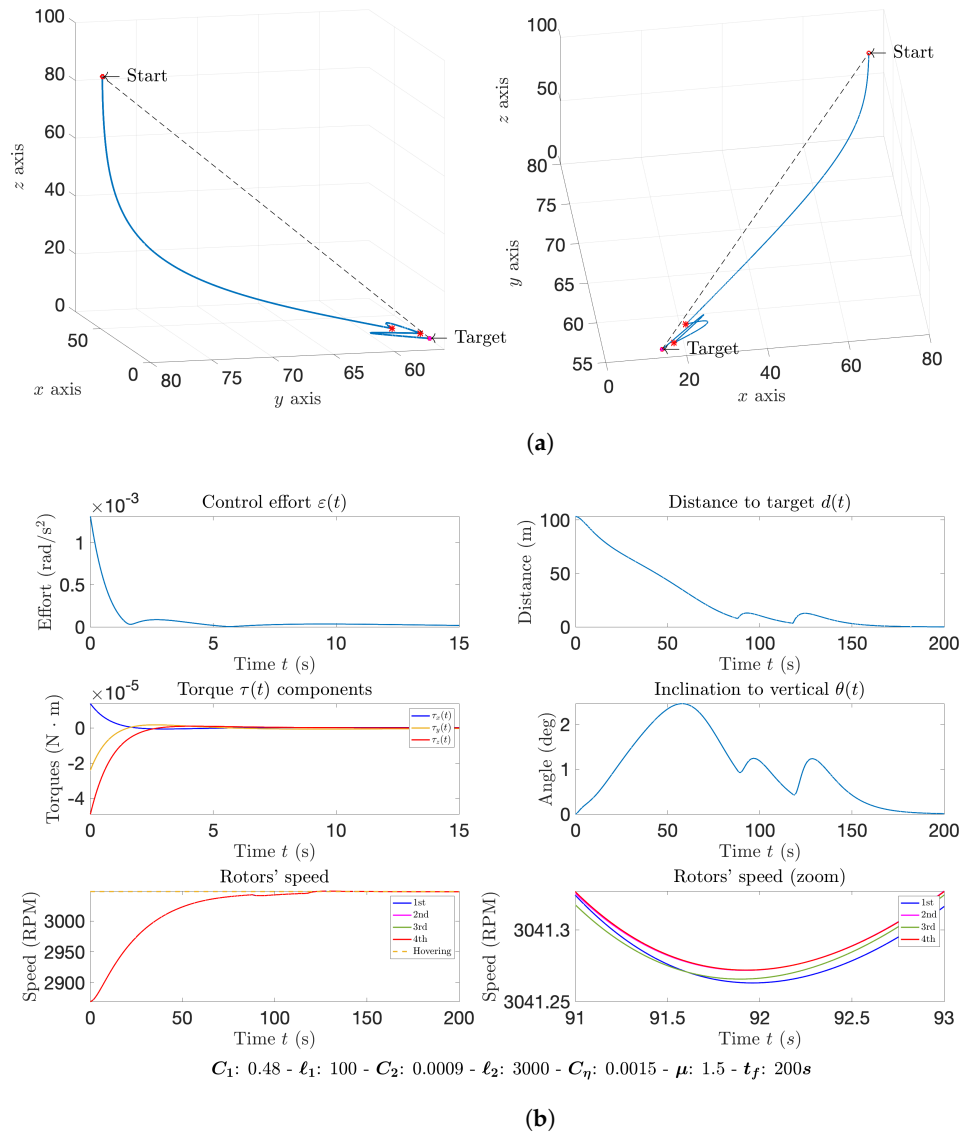 100
80
60
40
20
0
z axis
Start
Target
50
0
x axis
80
75
70
65
60
y axis
100
50
0
z axis
80
75
70
65
60
55
y axis
Start
Target
0
20
40
60
80
x axis
(a)
×10-3
Control effort ε(t)
Effort (rad/s2)
1
0.5
0
0
5
10
15
Time t (s)
Distance to target d(t)
Distance (m)
100
50
0
0
50
100
150
200
Time t (s)
×10-5
Torque τ(t) components
Torques (N · m)
0
-2
-4
τx(t)
τy(t)
τz(t)
0
5
10
15
Time t (s)
Inclination to vertical θ(t)
Angle (deg)
2
1
0
0
50
100
150
200
Time t (s)
Rotors' speed
Speed (RPM)
3000
2950
2900
1st
2nd
3rd
4th
Hovering
0
50
100
150
200
Time t (s)
Rotors' speed (zoom)
Speed (RPM)
3041.3
3041.25
1st
2nd
3rd
4th
91
91.5
92
92.5
93
Time t (s)
C1: 0.48 - ℓ1: 100 - C2: 0.0009 - ℓ2: 3000 - Cη: 0.0015 - μ: 1.5 - tf: 200s
(b)